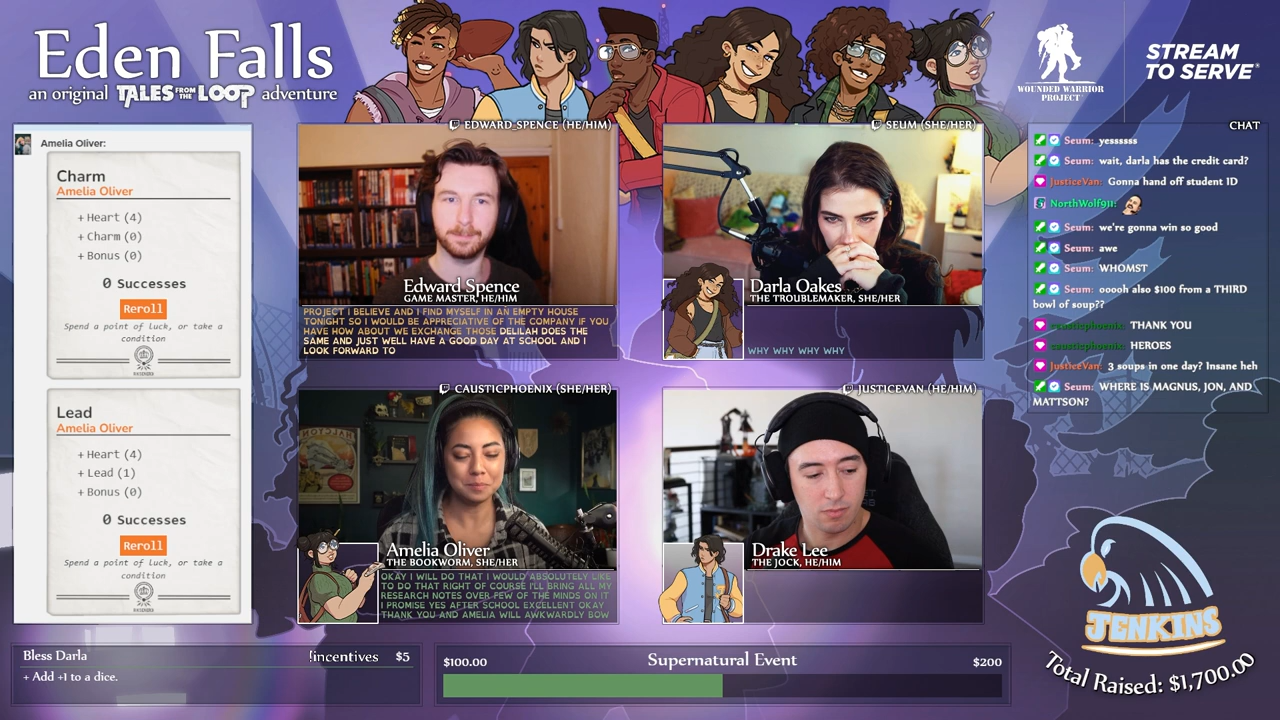 Eden Falls
an original TALES FROM THE LOOP adventure
WOUNDED WARRIOR
PROJECT
STREAM
TO SERVE
Amelia Oliver:
Charm
Amelia Oliver
+ Heart (4)
+ Charm (0)
+ Bonus (0)
0 Successes
Reroll
Spend a point of luck, or take a
condition
Lead
Amelia Oliver
+ Heart (4)
+ Lead (1)
+ Bonus (0)
0 Successes
Reroll
Spend a point of luck, or take a
condition
EDWARD_SPENCE (HE/HIM)
Edward Spence
GAME MASTER, HE/HIM
PROJECT I BELIEVE AND I FIND MYSELF IN AN EMPTY HOUSE
TONIGHT SO I WOULD BE APPRECIATIVE OF THE COMPANY IF YOU
HAVE HOW ABOUT WE EXCHANGE THOSE DELILAH DOES THE
SAME AND JUST WELL HAVE A GOOD DAY AT SCHOOL AND I
LOOK FORWARD TO
SEUM (SHE/HER)
Darla Oakes
THE TROUBLEMAKER, SHE/HER
WHY WHY WHY WHY
CAUSTICPHOENIX (SHE/HER)
Amelia Oliver
THE BOOKWORM, SHE/HER
OKAY I WILL DO THAT I WOULD ABSOLUTELY LIKE
TO DO THAT RIGHT OF COURSE I'LL BRING ALL MY
RESEARCH NOTES OVER FEW OF THE MINDS ON IT
I PROMISE YES AFTER SCHOOL EXCELLENT OKAY
THANK YOU AND AMELIA WILL AWKWARDLY BOW
JUSTICEVAN (HE/HIM)
Drake Lee
THE JOCK, HE/HIM
CHAT
Seum: yessssss
Seum: wait, darla has the credit card?
JusticeVan: Gonna hand off student ID
NorthWolf911:
Seum: we're gonna win so good
Seum: awe
Seum: WHOMST
Seum: ooooh also $100 from a THIRD
bowl of soup??
causticphoenix: THANK YOU
causticphoenix: HEROES
JusticeVan: 3 soups in one day? Insane heh
Seum: WHERE IS MAGNUS, JON, AND
MATTSON?
JENKINS
Total Raised: $1,700.00
Bless Darla
!incentives $5
+ Add +1 to a dice.
$100.00
Supernatural Event
$200